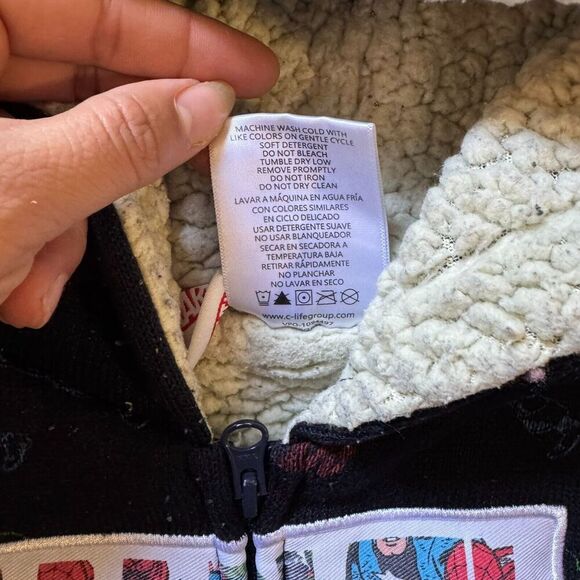 MACHINE WASH COLD WITH
LIKE COLORS ON GENTLE CYCLE
SOFT DETERGENT
DO NOT BLEACH
TUMBLE DRY LOW
REMOVE PROMPTLY
DO NOT IRON
DO NOT DRY CLEAN
LAVAR A MÁQUINA EN AGUA FRÍA
CON COLORES SIMILARES
EN CICLO DELICADO
USAR DETERGENTE SUAVE
NO USAR BLANQUEADOR
SECAR EN SECADORA A
TEMPERATURA BAJA
RETIRAR RÁPIDAMENTE
NO PLANCHAR
NO LAVAR EN SECO
www.c-lifegroup.com